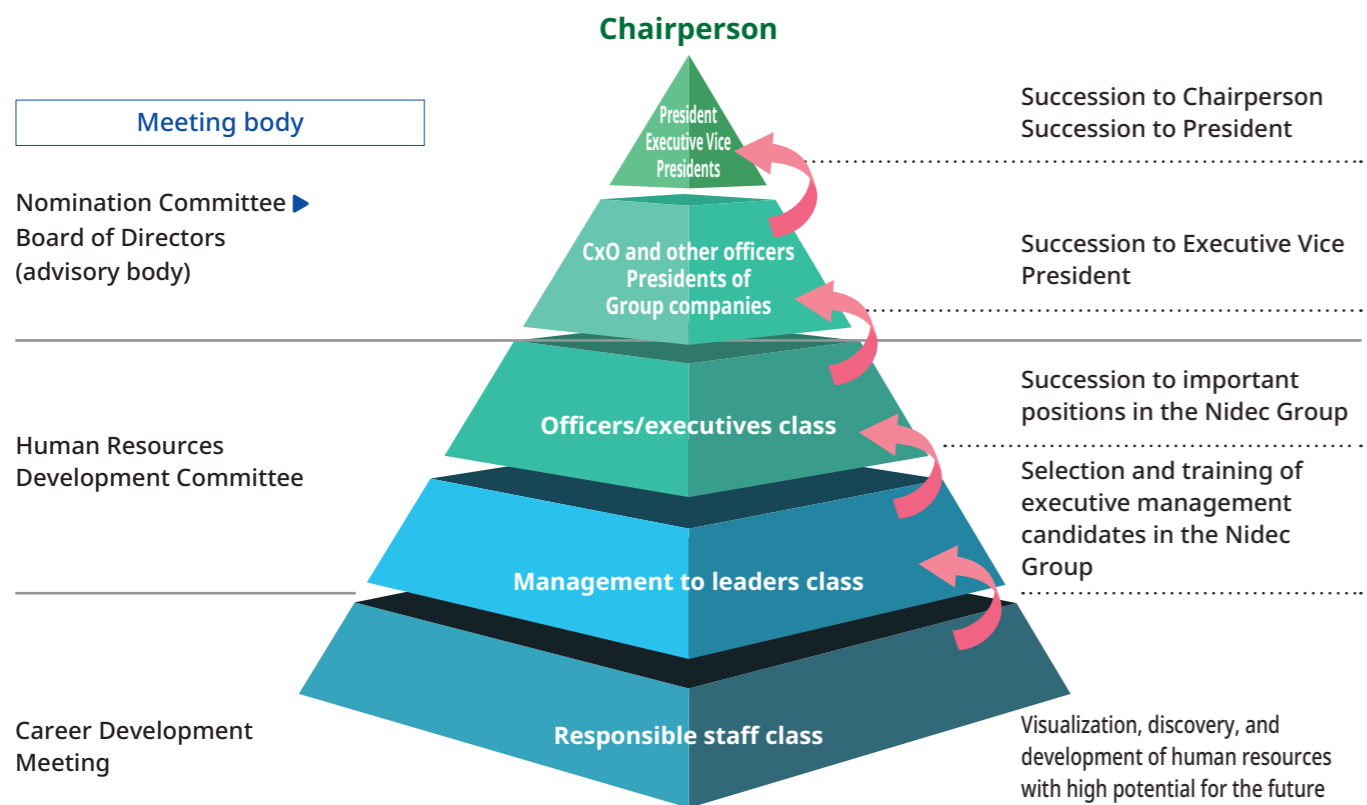 Chairperson
Meeting body
Nomination Committee ▶
Board of Directors
(advisory body)
Human Resources
Development Committee
Career Development
Meeting
President
Executive Vice
Presidents
CxO and other officers
Presidents of
Group companies
Officers/executives class
Management to leaders class
Responsible staff class
Succession to Chairperson
Succession to President
Succession to Executive Vice
President
Succession to important
positions in the Nidec Group
Selection and training of
executive management
candidates in the Nidec
Group
Visualization, discovery, and
development of human resources
with high potential for the future